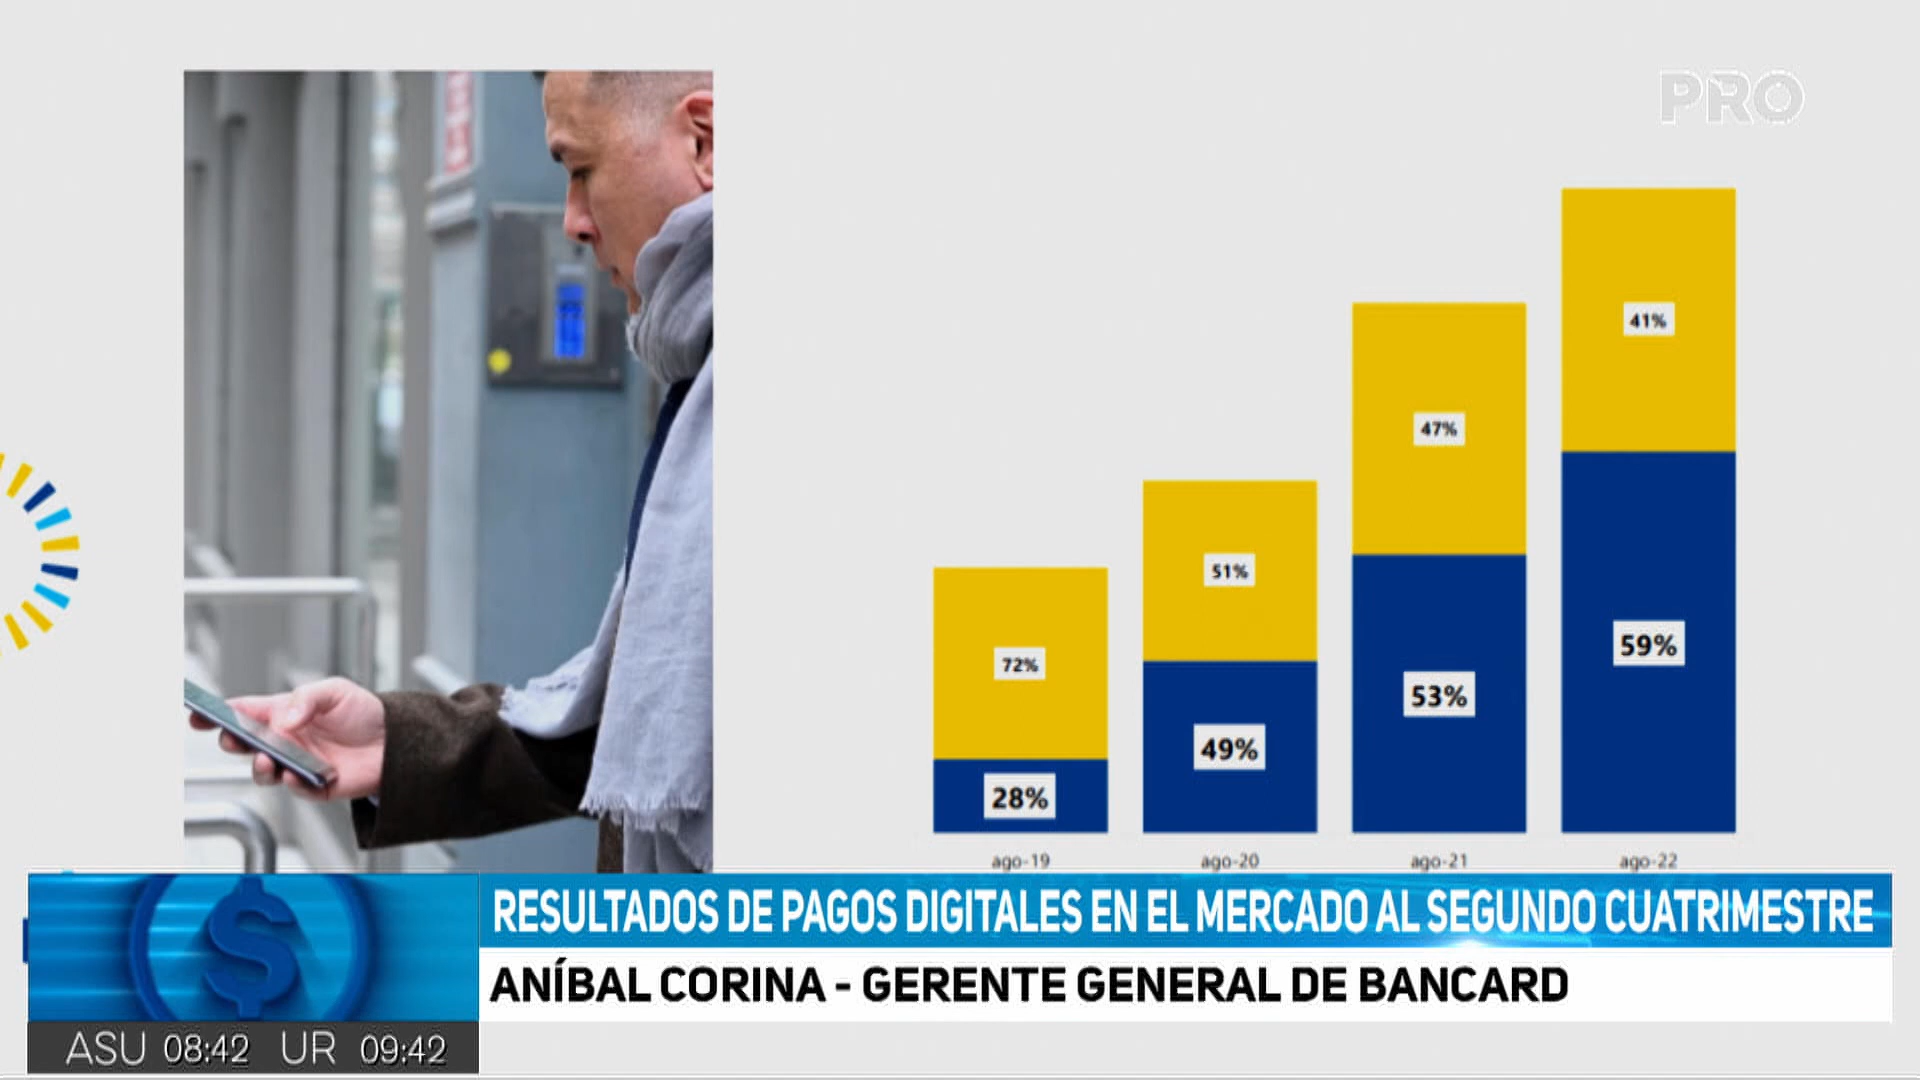 PRO
41%
47%
51%
59%
72%
53%
49%
28%
ago-19 ago-20 ago-21 ago-22
RESULTADOS DE PAGOS DIGITALES EN EL MERCADO AL SEGUNDO CUATRIMESTRE
ANÍBAL CORINA - GERENTE GENERAL DE BANCARD
ASU 08:42 UR 09:42